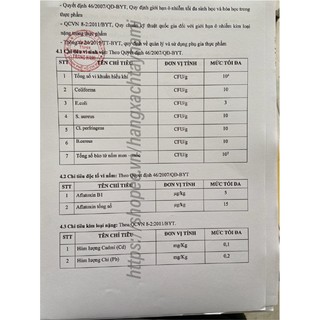 - Quyết định 46/2007/QĐ-BYT, Quy định giới hạn ô nhiễm tối đa sinh học và hóa học trong
thực phẩm
- QCVN 8-2:2011/BYT, Quy chuẩn kỹ thuật quốc gia đối với giới hạn ô nhiễm kim loại
nặng trong thực phẩm
- Thông tư 24/2019/TT-BYT, quy định về quản lý và sử dụng phụ gia thực phẩm
4.1 Chỉ tiêu vi sinh vật: Theo Quyết định 46/2007/QĐ-BYT.
STT TÊN CHỈ TIÊU ĐƠN VỊ TÍNH MỨC TỐI ĐA
1 Tổng số vi khuẩn hiếu khí CFU/g 10⁴
2 Coliforms CFU/g 10
3 E.coli CFU/g 3
4 S. aureus CFU/g 10
5 Cl. perfringens CFU/g 10
6 B.cereus CFU/g 10
7 Tổng số bào tử nấm men CFU/g 10²
4.2 Chỉ tiêu độc tố vi nấm: Theo Quyết định 46/2007/QĐ-BYT.
STT TÊN CHỈ TIÊU ĐƠN VỊ TÍNH MỨC TỐI ĐA
1 Aflatoxin B1 µg/kg 5
2 Aflatoxin tổng số µg/kg 15
4.3 Chỉ tiêu kim loại nặng: Theo QCVN 8-2:2011/BYT.
STT TÊN CHỈ TIÊU ĐƠN VỊ TÍNH MỨC TỐI ĐA
1 Hàm lượng Cadmi (Cd) mg/Kg 0,1
2 Hàm lượng Chì (Pb) mg/Kg 0,2
https://shopee.vn/hangxachtayjammi